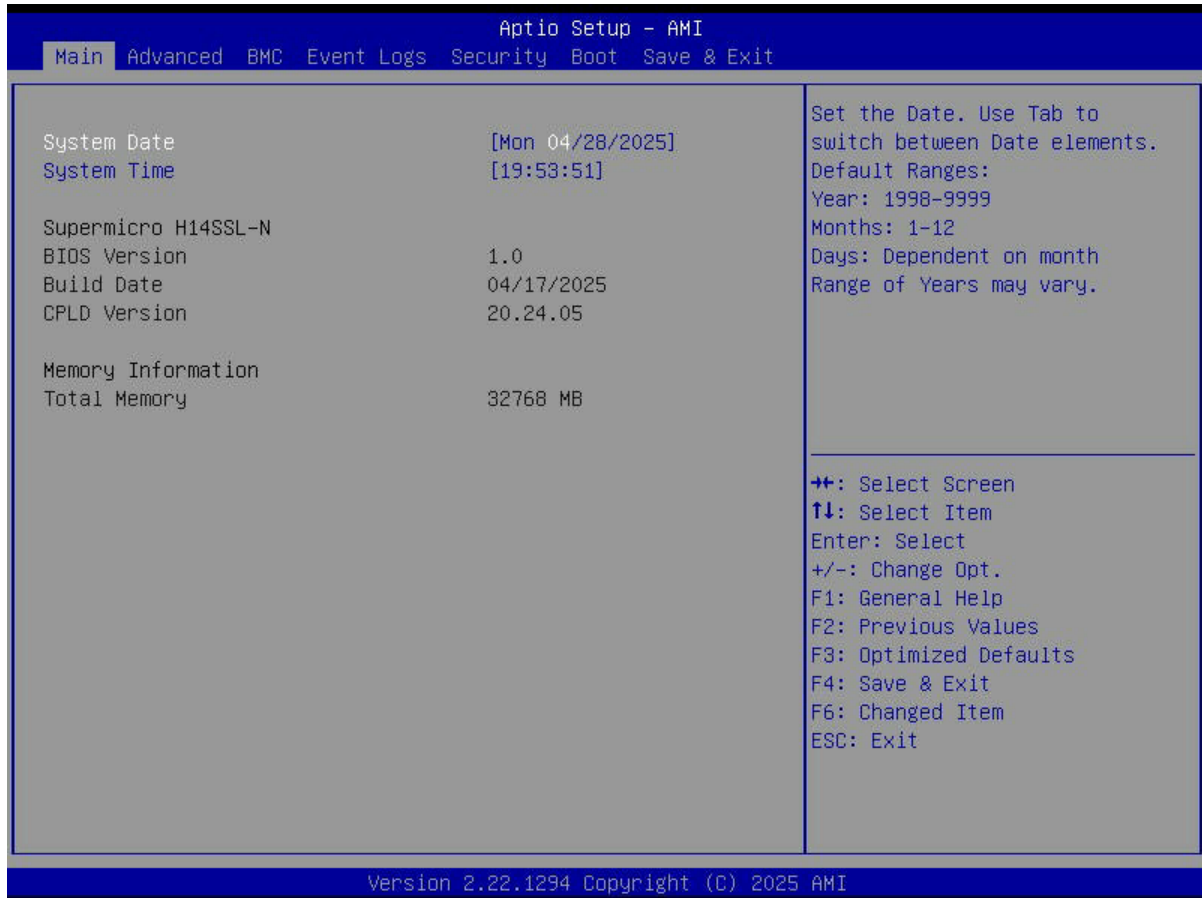 Aptio Setup – AMI
Main Advanced BMC Event Logs Security Boot Save & Exit
System Date [Mon 04/28/2025]
System Time [19:53:51]
Supermicro H14SSL-N
BIOS Version 1.0
Build Date 04/17/2025
CPLD Version 20.24.05
Memory Information
Total Memory 32768 MB
Set the Date. Use Tab to
switch between Date elements.
Default Ranges:
Year: 1998-9999
Months: 1-12
Days: Dependent on month
Range of Years may vary.
→←: Select Screen
↑↓: Select Item
Enter: Select
+/-: Change Opt.
F1: General Help
F2: Previous Values
F3: Optimized Defaults
F4: Save & Exit
F6: Changed Item
ESC: Exit
Version 2.22.1294 Copyright (C) 2025 AMI